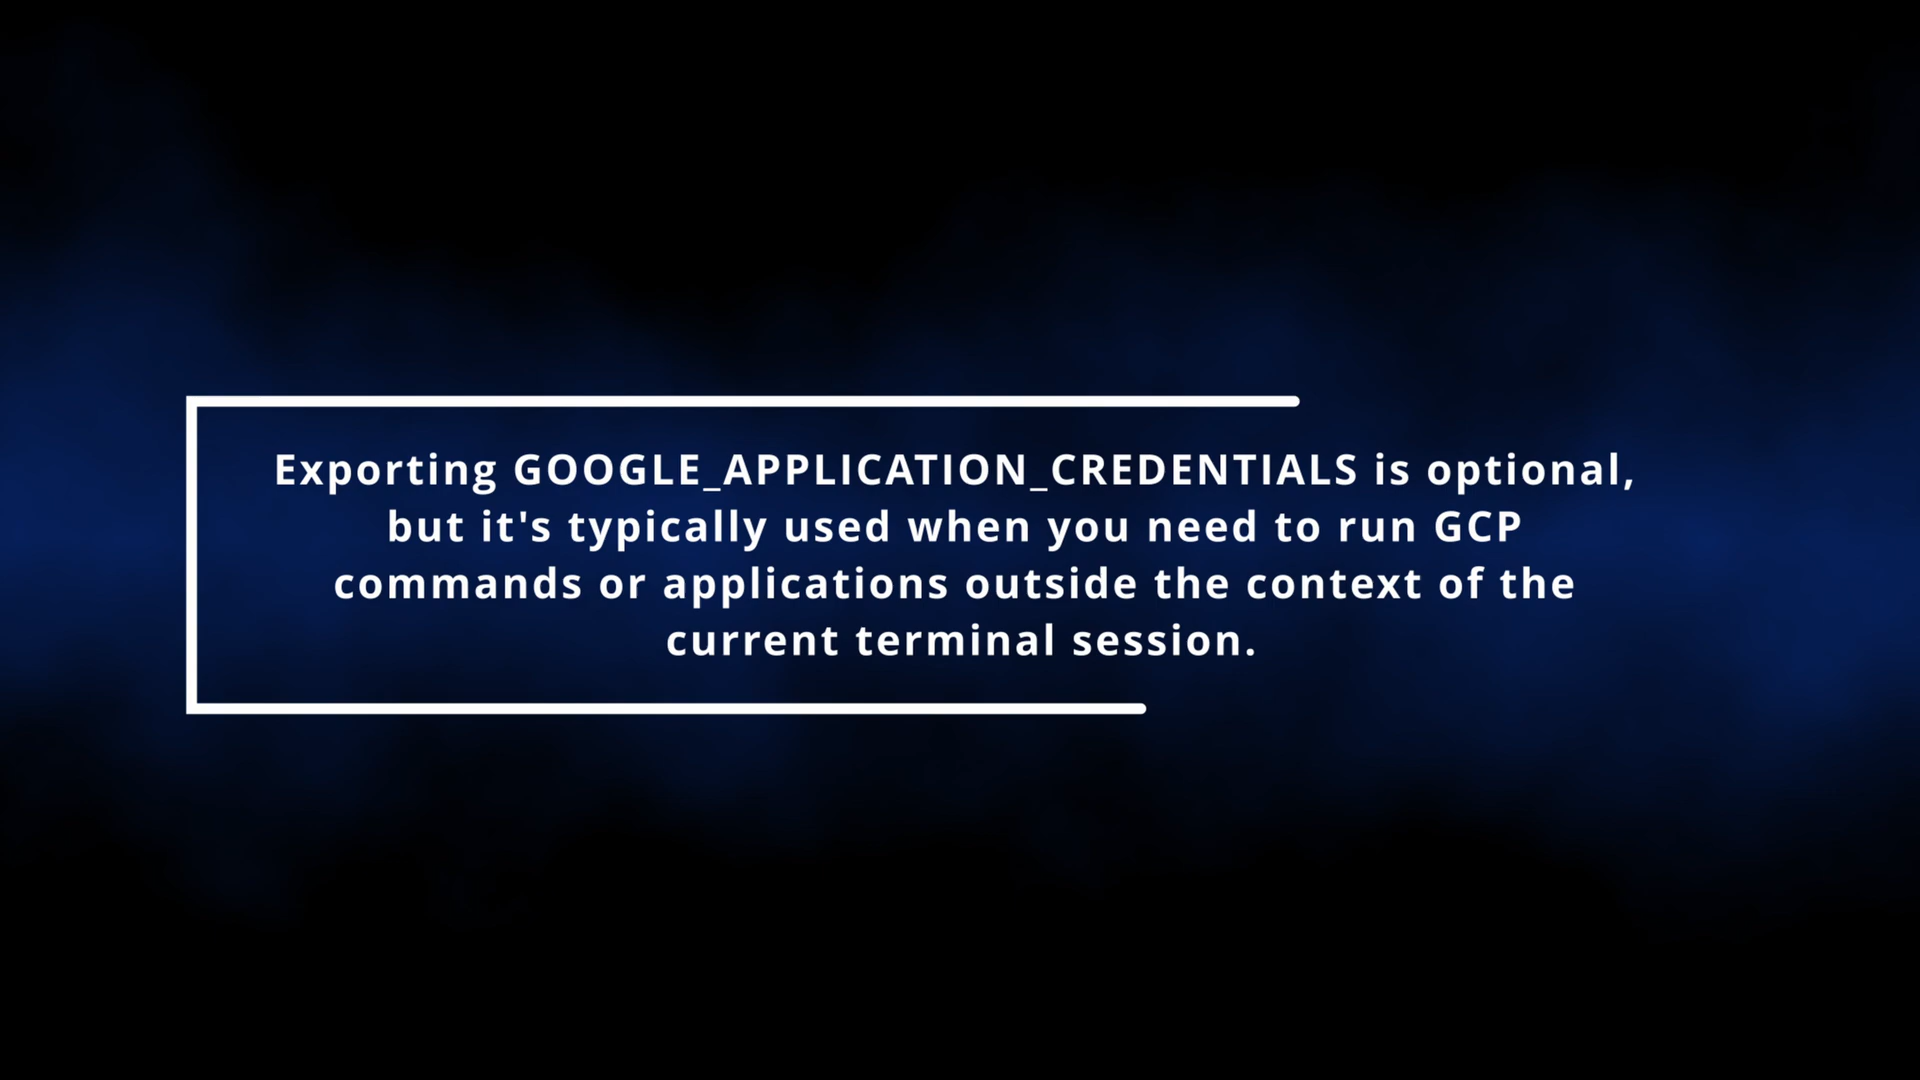 Exporting GOOGLE_APPLICATION_CREDENTIALS is optional,
but it's typically used when you need to run GCP
commands or applications outside the context of the
current terminal session.